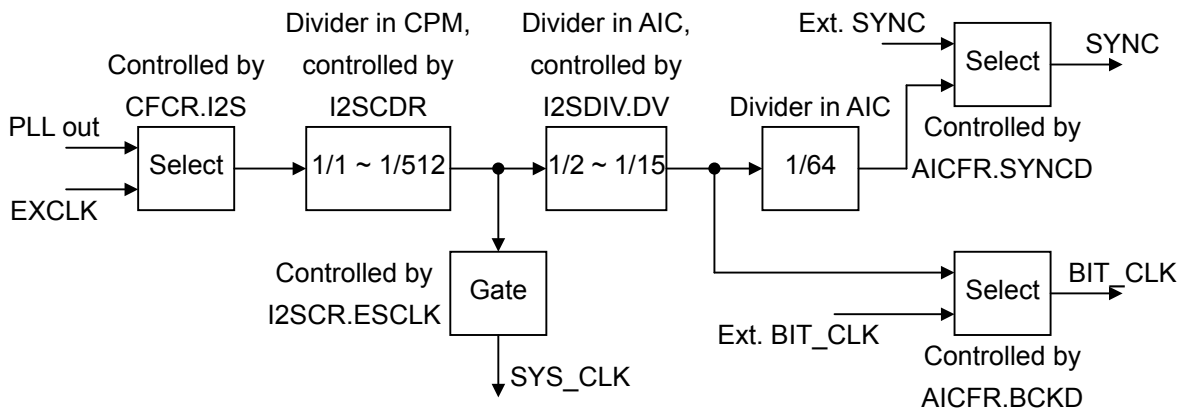 Ext. SYNC
SYNC
Select
Controlled by
AICFR.SYNCD
Divider in CPM,
controlled by
I2SCDR
Divider in AIC,
controlled by
I2SDIV.DV
Controlled by
CFCR.I2S
PLL out
EXCLK
Select
1/1 ~ 1/512
1/2 ~ 1/15
Divider in AIC
1/64
Controlled by
I2SCR.ESCLK
Gate
SYS_CLK
Select
BIT_CLK
Ext. BIT_CLK
Controlled by
AICFR.BCKD